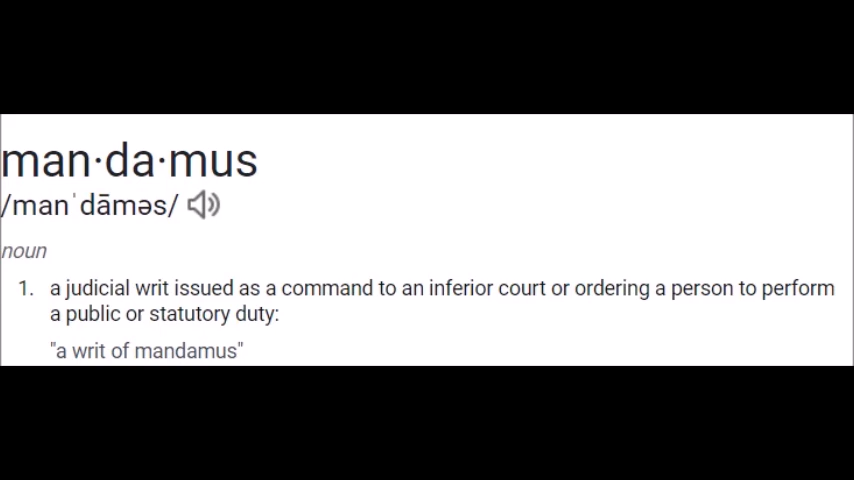 man·da·mus
/manˈdāməs/
noun
1. a judicial writ issued as a command to an inferior court or ordering a person to perform
a public or statutory duty:
"a writ of mandamus"